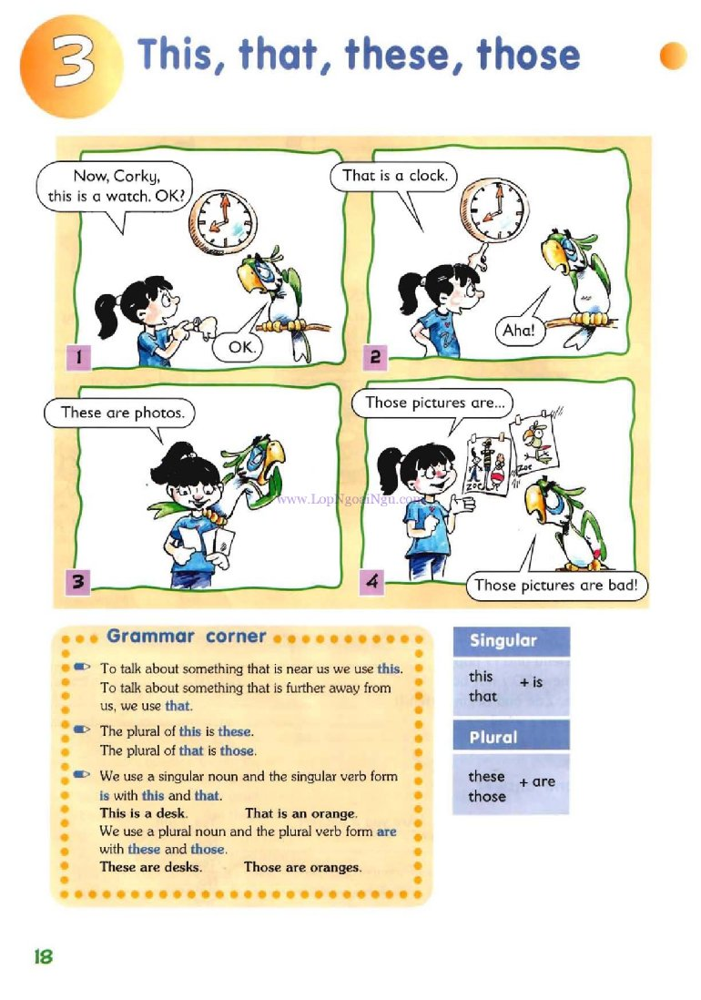 3
This, that, these, those
Now, Corky,
this is a watch. OK?
OK.
1
That is a clock.
Aha!
2
These are photos.
3
Those pictures are...
zoe
zoe
www.LopNgoaiNgu.com
Those pictures are bad!
4
Grammar corner
To talk about something that is near us we use this.
To talk about something that is further away from
us, we use that.
The plural of this is these.
The plural of that is those.
We use a singular noun and the singular verb form
is with this and that.
This is a desk. That is an orange.
We use a plural noun and the plural verb form are
with these and those.
These are desks. Those are oranges.
Singular
this
+ is
that
Plural
these
+ are
those
18